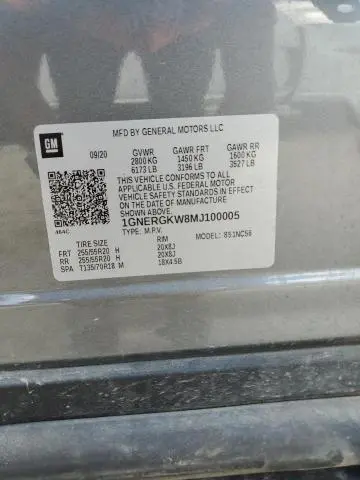 GM
MFD BY GENERAL MOTORS LLC
09/20 GVWR GAWR FRT GAWR RR
2800 KG 1450 KG 1600 KG
6173 LB 3196 LB 3527 LB
THIS VEHICLE CONFORMS TO ALL
APPLICABLE U.S. FEDERAL MOTOR
VEHICLE SAFETY STANDARDS IN
EFFECT ON THE DATE OF
MANUFACTURE SHOWN ABOVE.
1GNERGKW8MJ100005
TYPE: M.P.V. MODEL: 851NC56
TIRE SIZE RIM
FRT 255/55R20 H 20X8J
RR 255/55R20 H 20X8J
SPA T135/70R18 M 18X4.5B